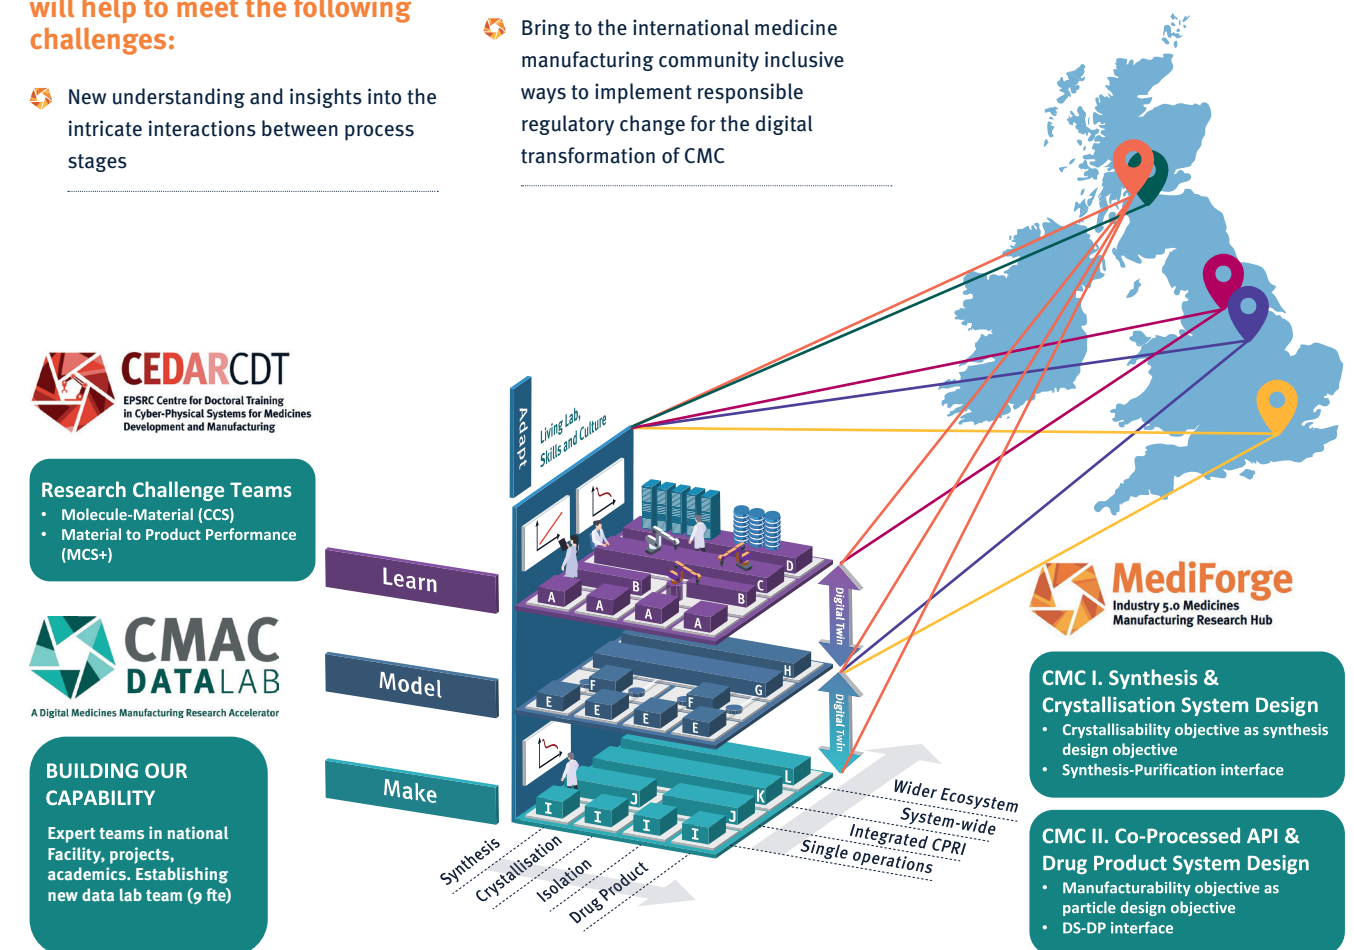 will help to meet the following
challenges:
New understanding and insights into the
intricate interactions between process
stages
Bring to the international medicine
manufacturing community inclusive
ways to implement responsible
regulatory change for the digital
transformation of CMC
CEDARCDT
EPSRC Centre for Doctoral Training
in Cyber-Physical Systems for Medicines
Development and Manufacturing
Research Challenge Teams
• Molecule-Material (CCS)
• Material to Product Performance
(MCS+)
CMAC
DATALAB
A Digital Medicines Manufacturing Research Accelerator
BUILDING OUR
CAPABILITY
Expert teams in national
Facility, projects,
academics. Establishing
new data lab team (9 fte)
Adapt
Living Lab,
Skills and Culture
Learn
Model
Make
A
A
A
A
B
B
C
D
E
E
E
E
F
F
G
H
I
I
I
I
J
J
K
L
Digital Twin
Digital Twin
Synthesis
Crystallisation
Isolation
Drug Product
Wider Ecosystem
System-wide
Integrated CPRI
Single operations
MediForge
Industry 5.0 Medicines
Manufacturing Research Hub
CMC I. Synthesis &
Crystallisation System Design
• Crystallisability objective as synthesis
design objective
• Synthesis-Purification interface
CMC II. Co-Processed API &
Drug Product System Design
• Manufacturability objective as
particle design objective
• DS-DP interface